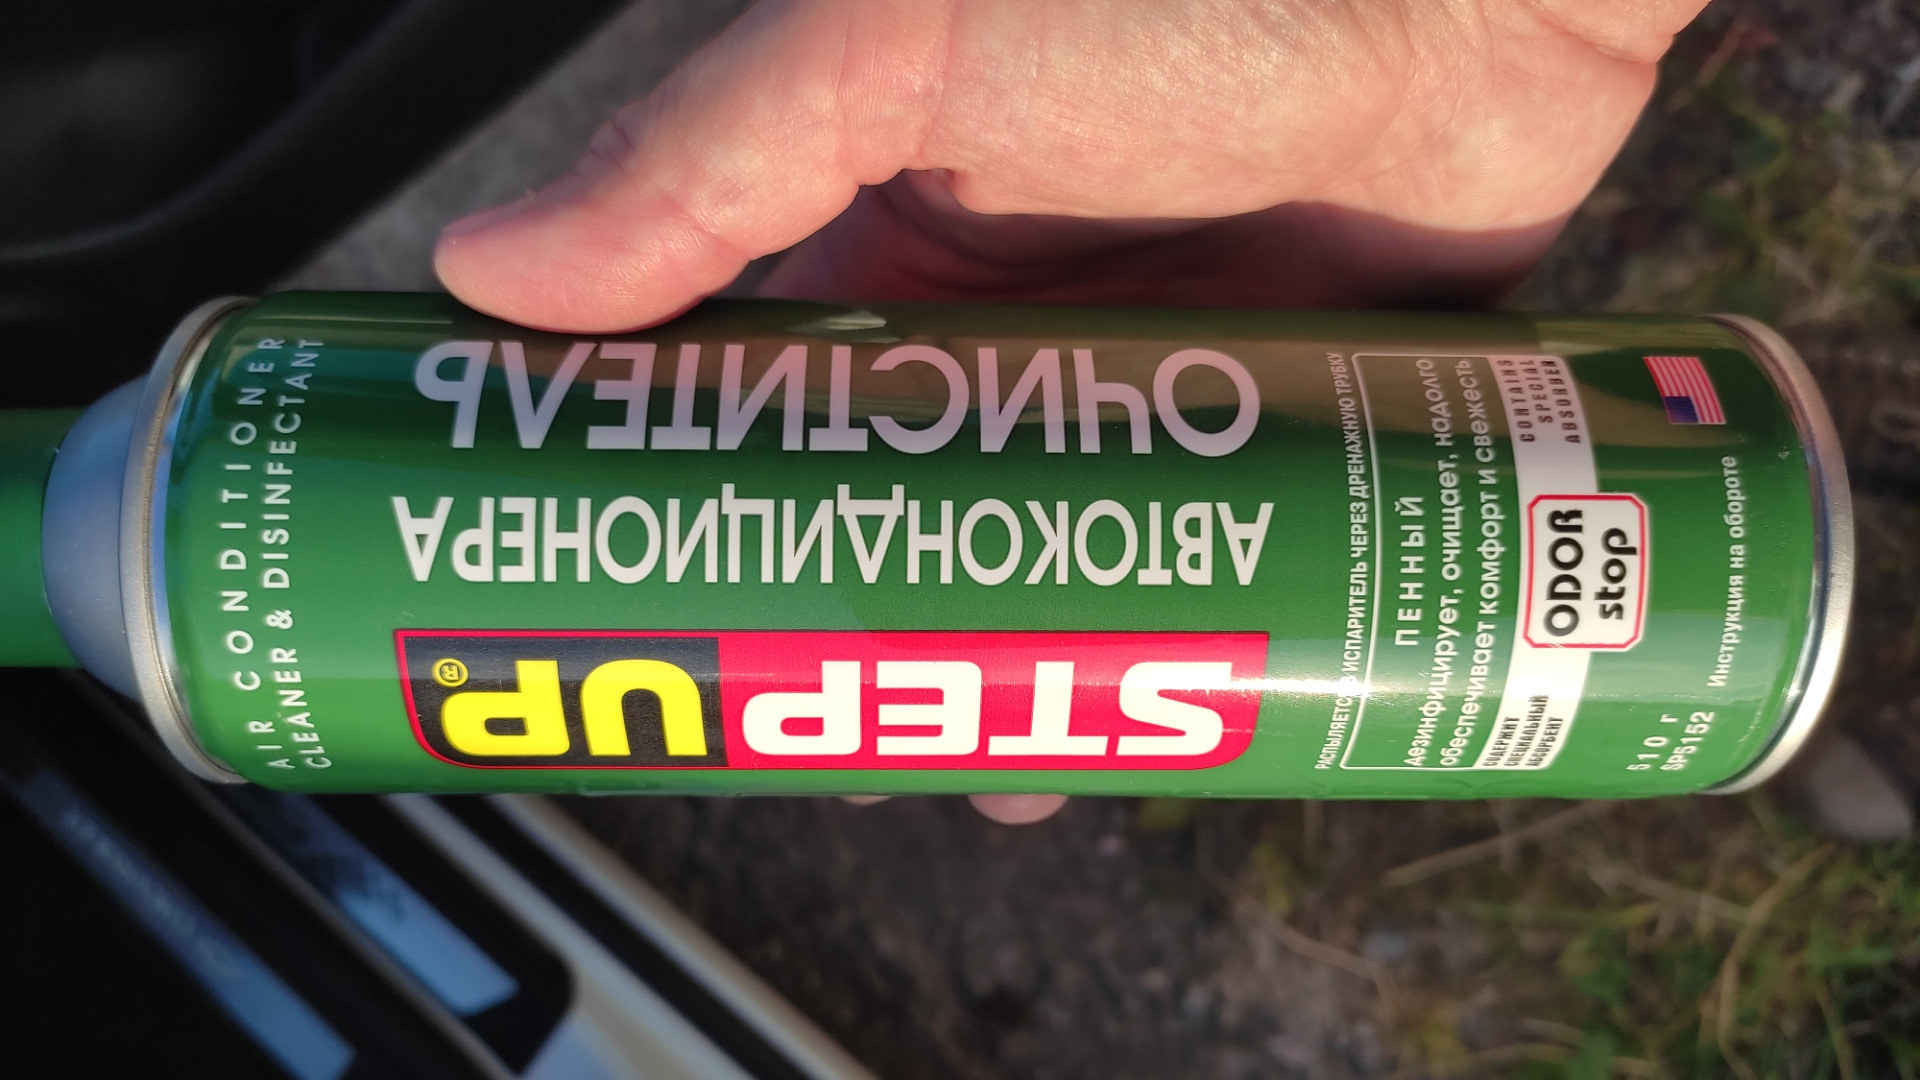 AIR CONDITIONER
CLEANER & DISINFECTANT
STEP UP®
АВТОКОНДИЦИОНЕРА
ОЧИСТИТЕЛЬ
РАСПЫЛЯЕТСЯ В ИСПАРИТЕЛЬ ЧЕРЕЗ ДРЕНАЖНУЮ ТРУБКУ
ПЕННЫЙ
дезинфицирует, очищает, надолго
обеспечивает комфорт и свежесть
СОДЕРЖИТ
СПЕЦИАЛЬНЫЙ
АБСОРБЕНТ
ODOR
stop
CONTAINS
SPECIAL
ABSORBER
510 г
SP5152
Инструкция на обороте